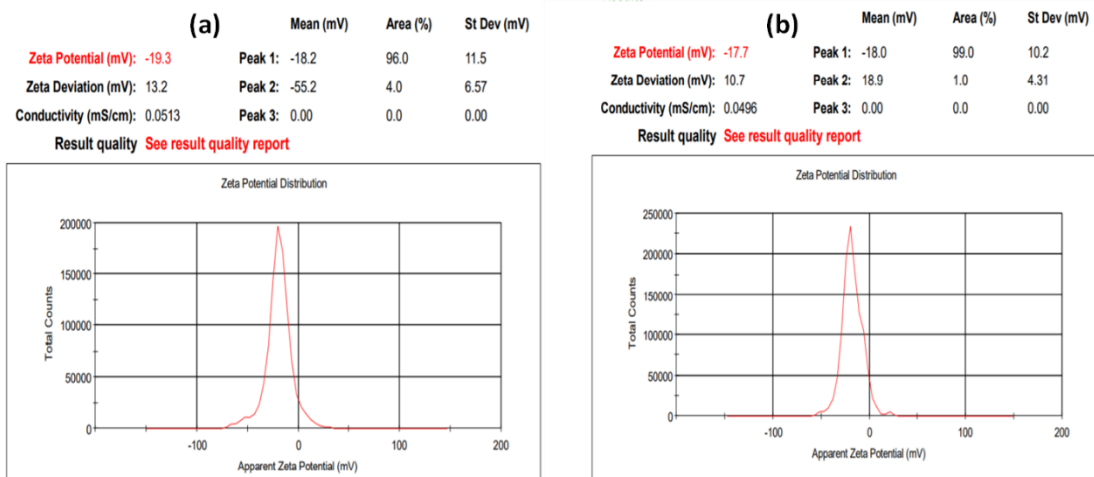 (a) Mean (mV) Area (%) St Dev (mV)
Zeta Potential (mV): -19.3 Peak 1: -18.2 96.0 11.5
Zeta Deviation (mV): 13.2 Peak 2: -55.2 4.0 6.57
Conductivity (mS/cm): 0.0513 Peak 3: 0.00 0.0 0.00
Result quality See result quality report
Zeta Potential Distribution
200000
150000
100000
50000
0
Total Counts
-100 0 100 200
Apparent Zeta Potential (mV)
(b) Mean (mV) Area (%) St Dev (mV)
Zeta Potential (mV): -17.7 Peak 1: -18.0 99.0 10.2
Zeta Deviation (mV): 10.7 Peak 2: 18.9 1.0 4.31
Conductivity (mS/cm): 0.0496 Peak 3: 0.00 0.0 0.00
Result quality See result quality report
Zeta Potential Distribution
250000
200000
150000
100000
50000
0
Total Counts
-100 0 100 200
Apparent Zeta Potential (mV)